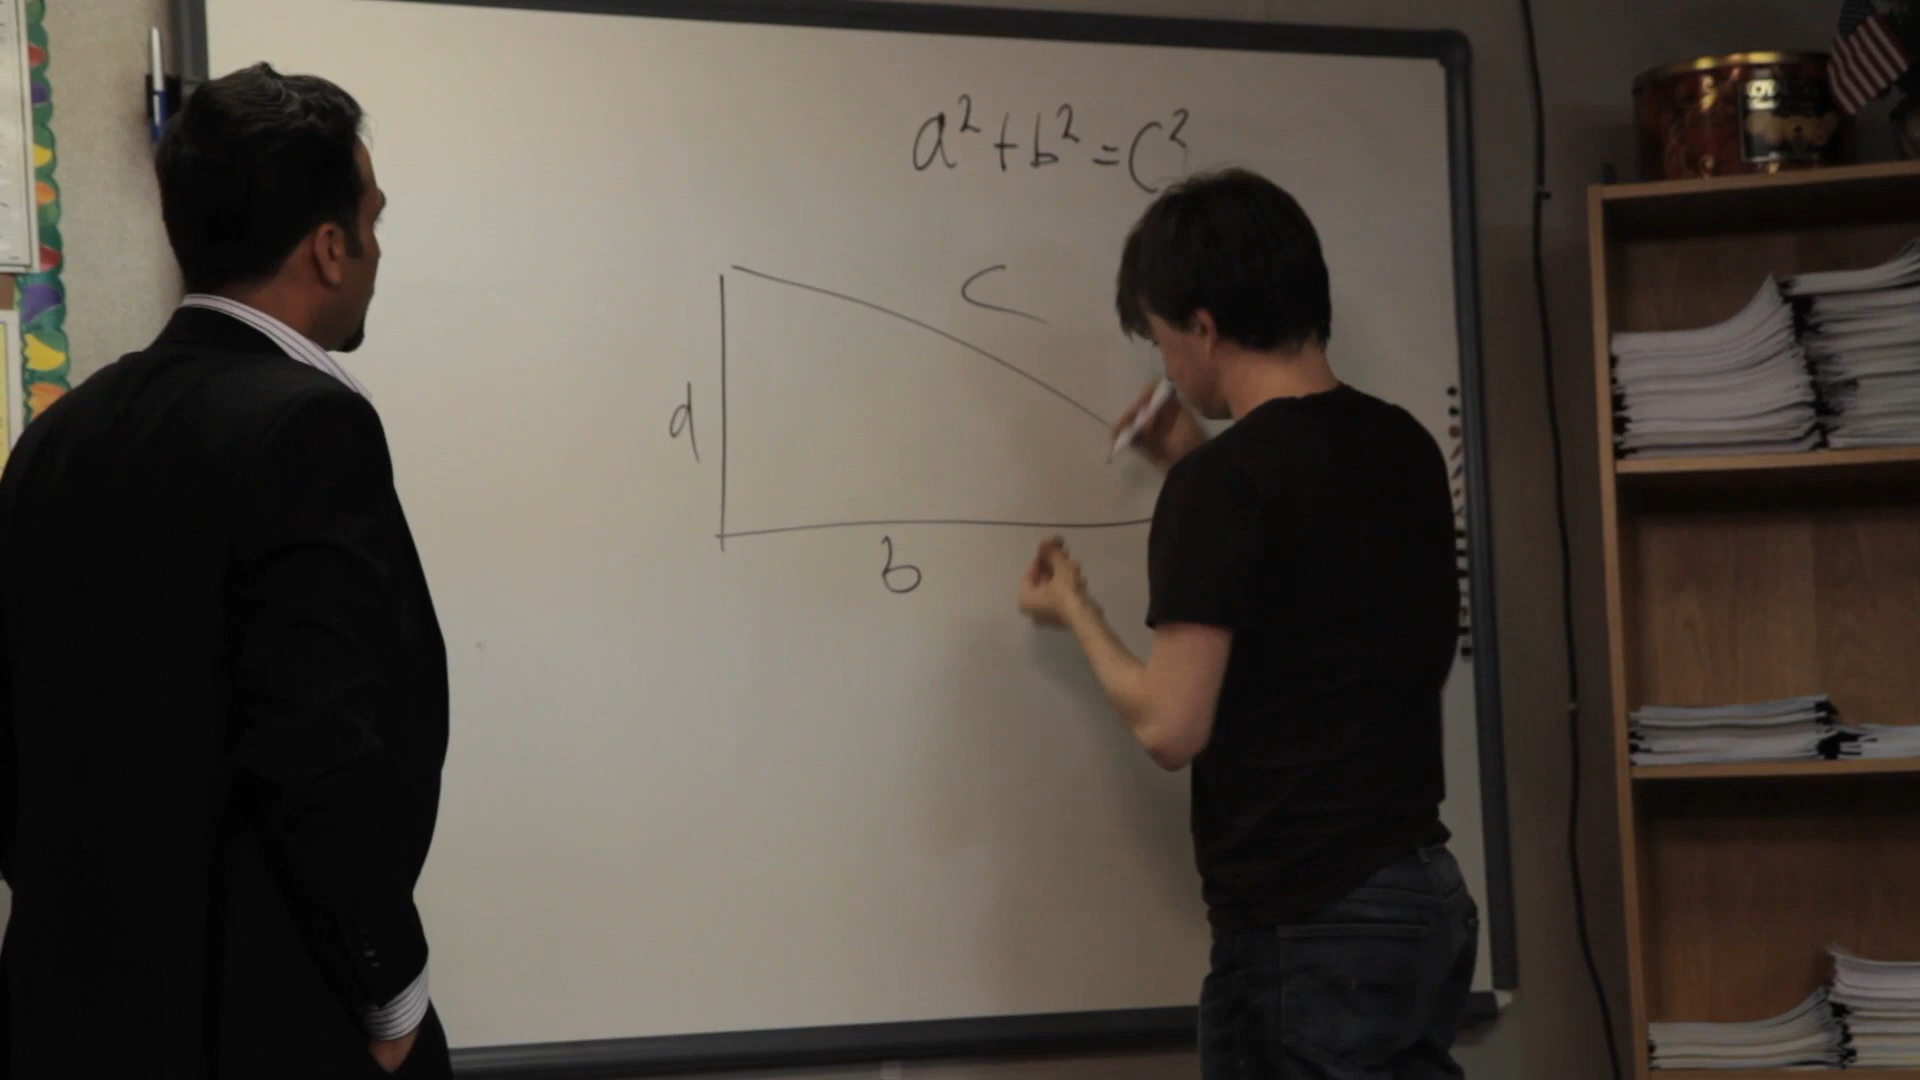 a² + b² = c²
c
a
b